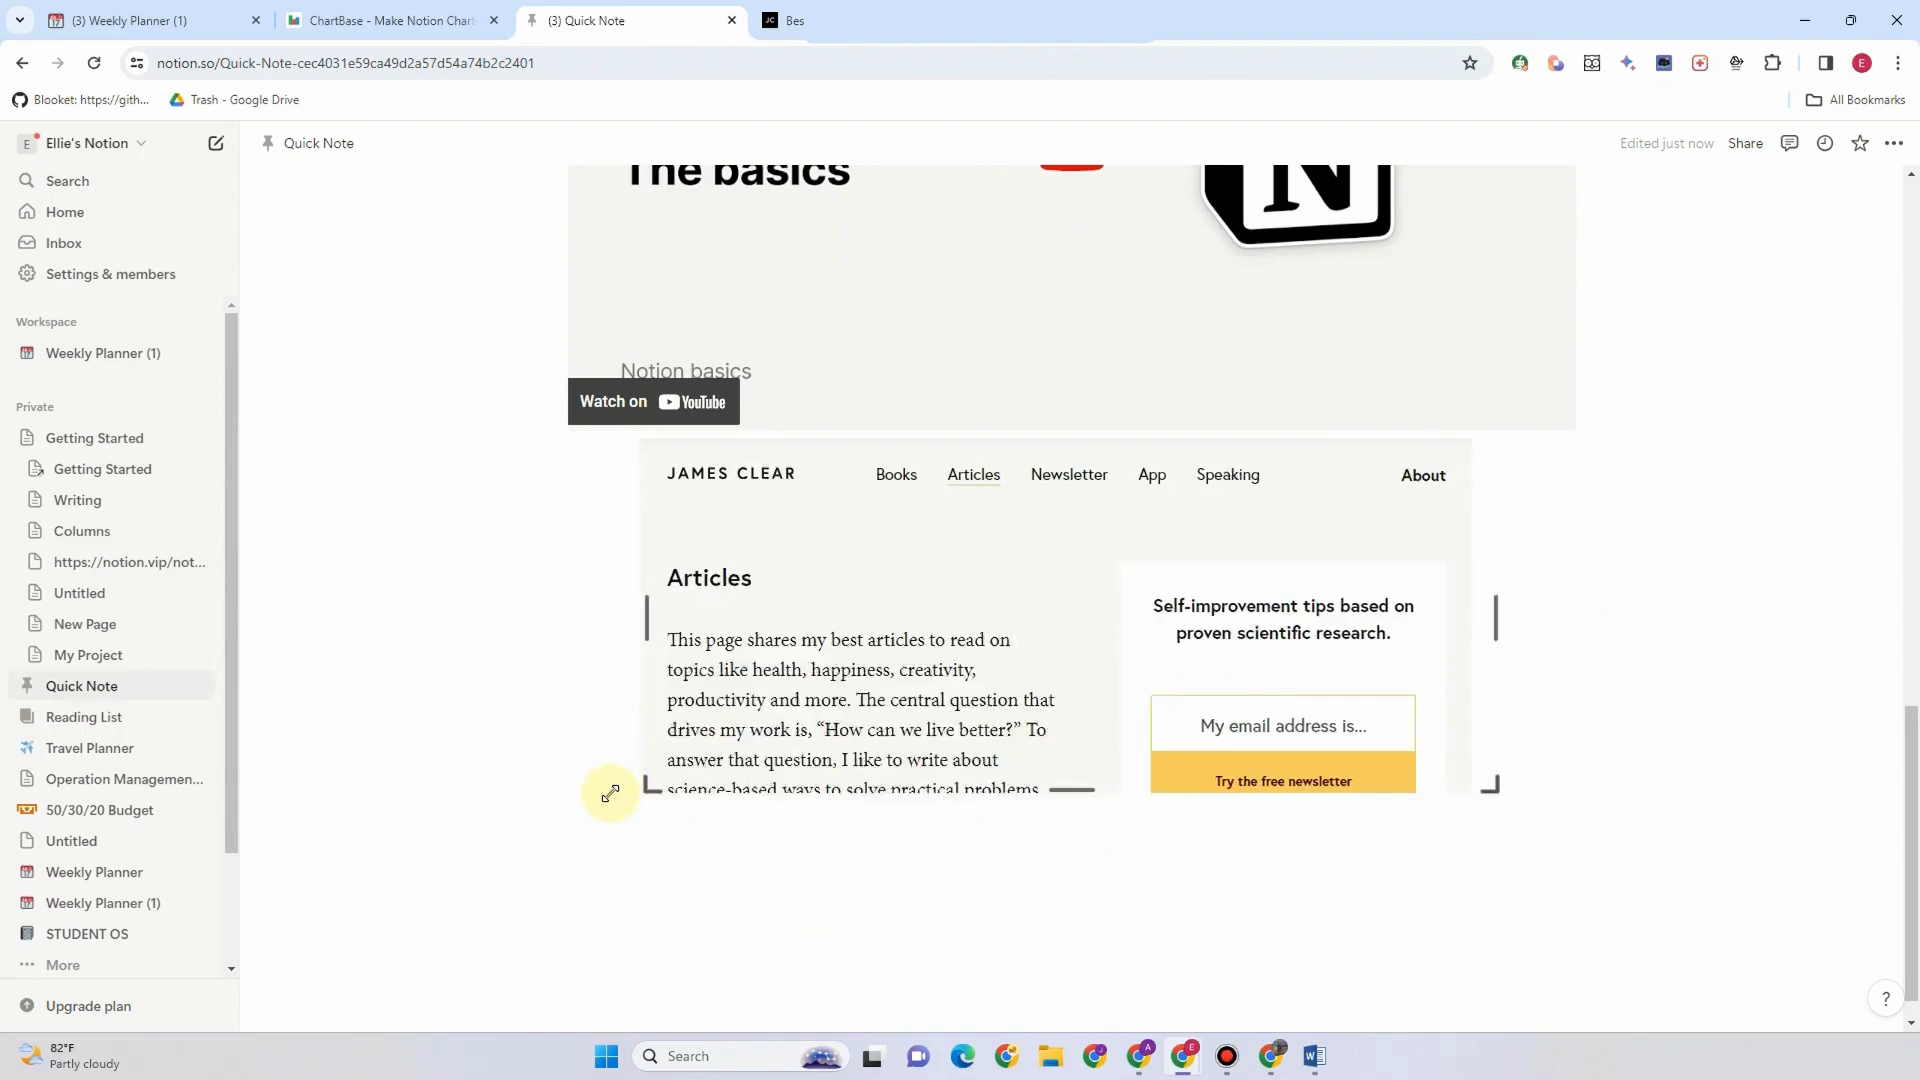 (3) Weekly Planner (1)
ChartBase - Make Notion Chart
(3) Quick Note
JC
Bes
notion.so/Quick-Note-cec4031e59ca49d2a57d54a74b2c2401
E
Blooket: https://gith...
Trash - Google Drive
All Bookmarks
E
Ellie's Notion
Quick Note
Edited just now
Share
Search
Home
Inbox
Settings & members
Workspace
Weekly Planner (1)
Private
Getting Started
Getting Started
Writing
Columns
https://notion.vip/not...
Untitled
New Page
My Project
Quick Note
Reading List
Travel Planner
Operation Managemen...
50/30/20 Budget
Untitled
Weekly Planner
Weekly Planner (1)
STUDENT OS
More
Upgrade plan
The basics
N
Notion basics
Watch on YouTube
JAMES CLEAR
Books
Articles
Newsletter
App
Speaking
About
Articles
This page shares my best articles to read on
topics like health, happiness, creativity,
productivity and more. The central question that
drives my work is, “How can we live better?” To
answer that question, I like to write about
science-based ways to solve practical problems
Self-improvement tips based on
proven scientific research.
My email address is...
Try the free newsletter
?
82°F
Partly cloudy
Search
J
A
E
W